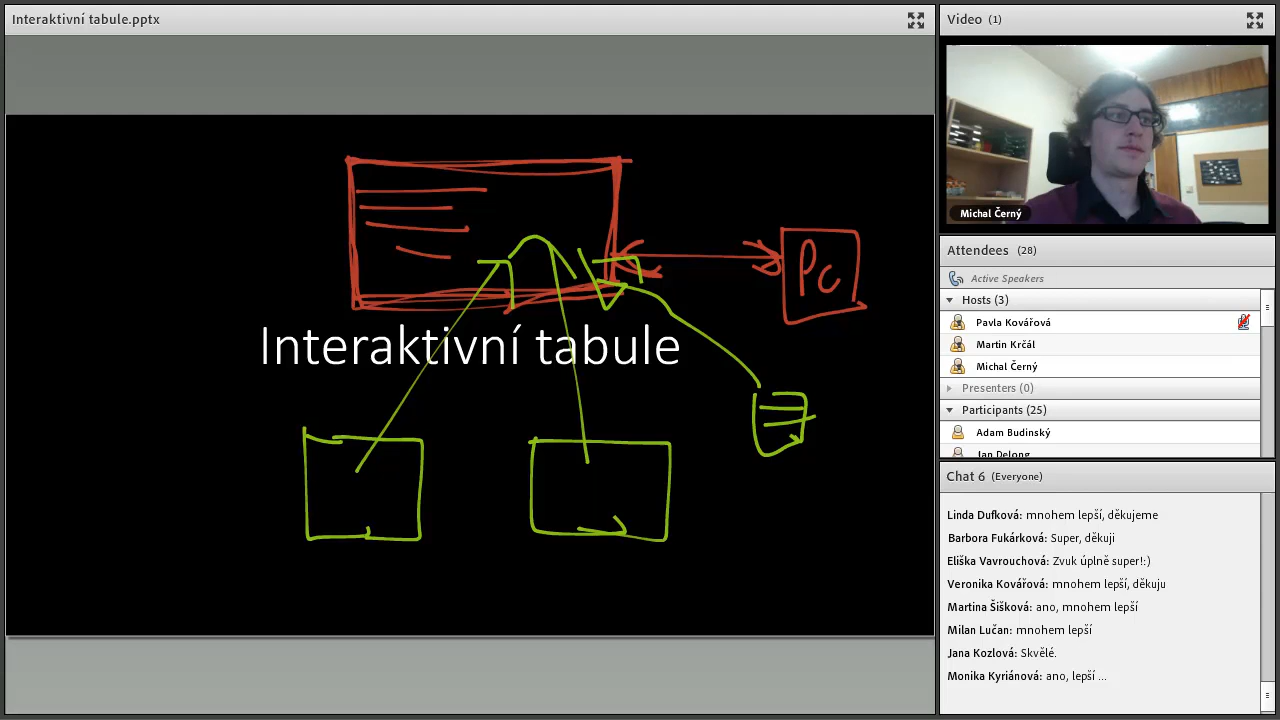 Interaktivní tabule.pptx
Pc
Interaktivní tabule
Video (1)
Michal Černý
Attendees (28)
Active Speakers
Hosts (3)
Pavla Kovářová
Martin Krčál
Michal Černý
Presenters (0)
Participants (25)
Adam Budinský
Jan Delong
Chat 6 (Everyone)
Linda Dufková: mnohem lepší, děkujeme
Barbora Fukárková: Super, děkuji
Eliška Vavrouchová: Zvuk úplně super!:)
Veronika Kovářová: mnohem lepší, děkuju
Martina Šišková: ano, mnohem lepší
Milan Lučan: mnohem lepší
Jana Kozlová: Skvělé.
Monika Kyriánová: ano, lepší ...